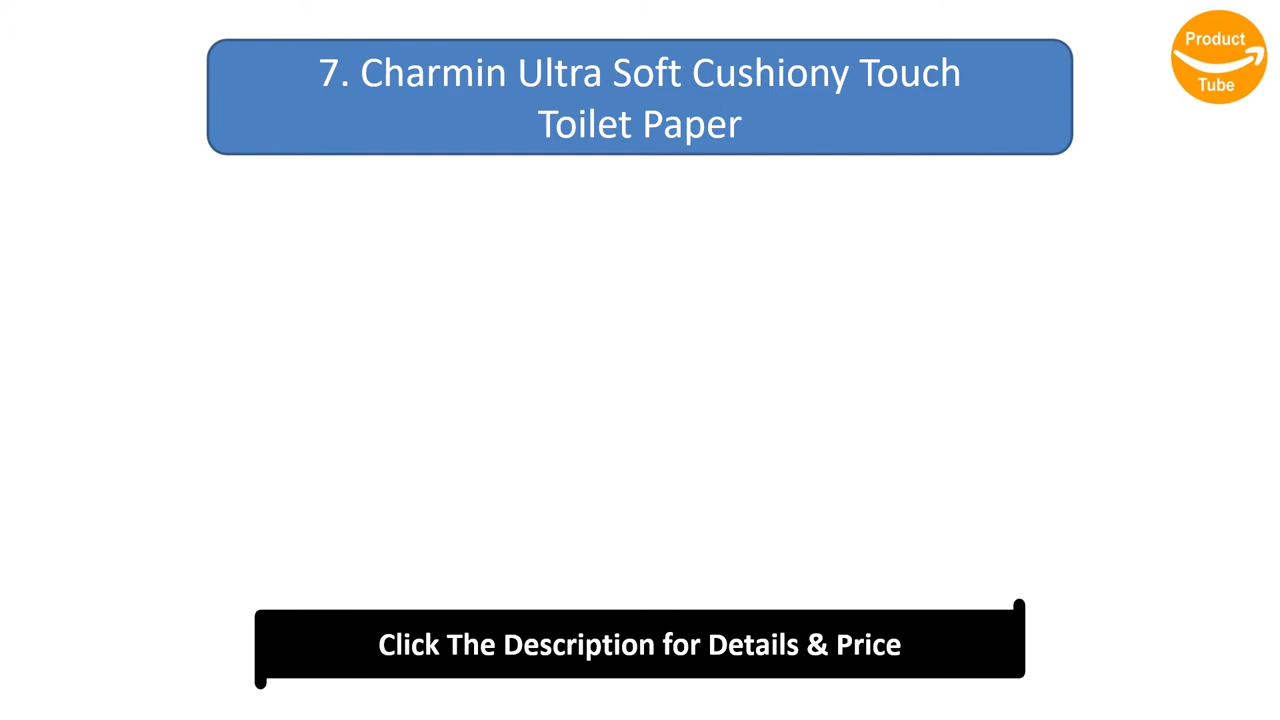 7. Charmin Ultra Soft Cushiony Touch
Toilet Paper
Product
Tube
Click The Description for Details & Price